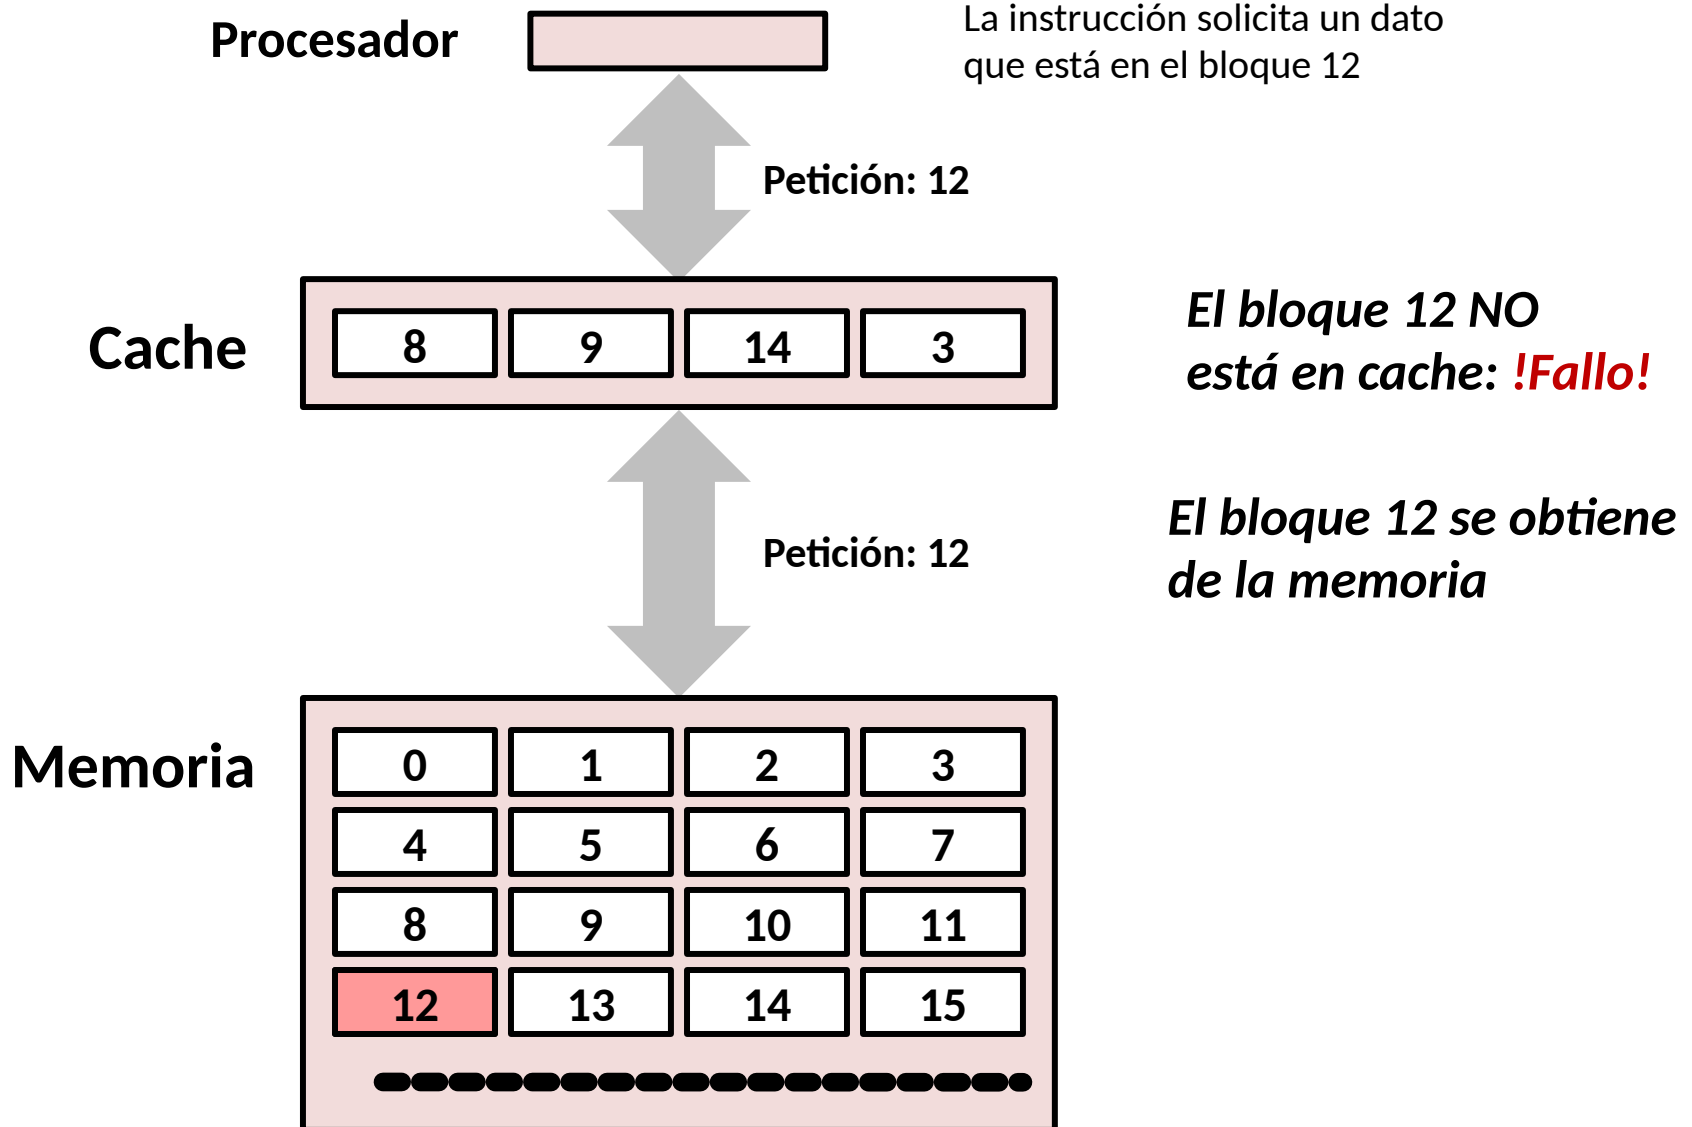 Procesador
La instrucción solicita un dato
que está en el bloque 12
Petición: 12
Cache
8 9 14 3
El bloque 12 NO
está en cache: !Fallo!
Petición: 12
El bloque 12 se obtiene
de la memoria
Memoria
0 1 2 3
4 5 6 7
8 9 10 11
12 13 14 15